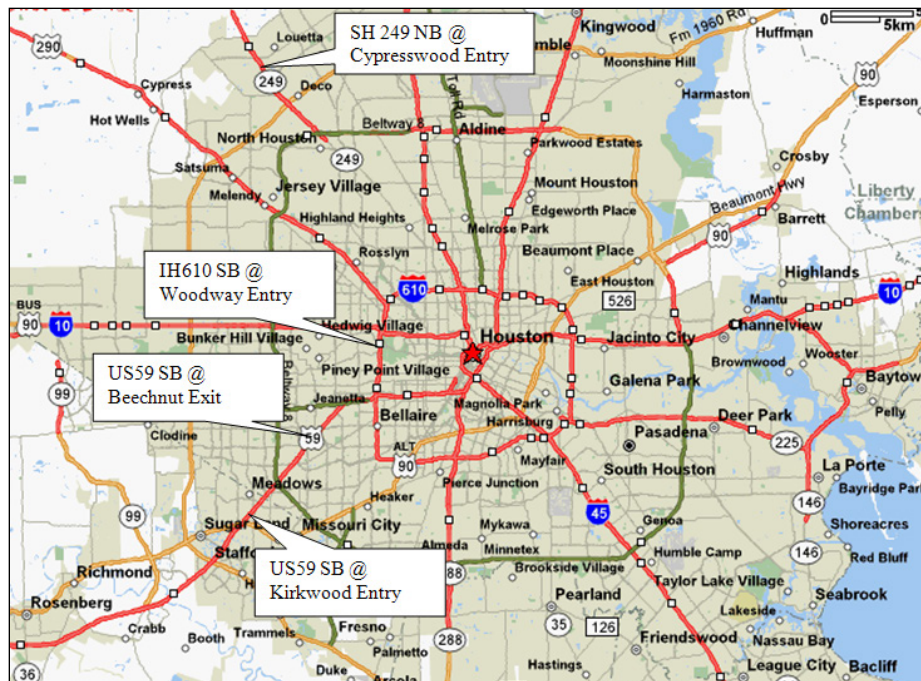 290
Louetta
SH 249 NB @
Cypresswood Entry
Kingwood
Fm 1960 Rd
0
5km
Huffman
Moonshine Hill
Cypress
249
Deco
90
Harmaston
Esperson
Hot Wells
Toll Rd
North Houston
Beltway 8
Aldine
249
Parkwood Estates
Crosby
Satsuma
Melendy
Jersey Village
Mount Houston
Beaumont Hwy
Liberty
Chambers
Highland Heights
Melrose Park
Edgeworth Place
Barrett
90
Rosslyn
Beaumont Place
IH610 SB @
Woodway Entry
610
East Houston
Highlands
526
10
BUS
90
10
Mantu
Hedwig Village
Houston
Jacinto City
Channelview
Bunker Hill Village
Piney Point Village
Brownwood
Wooster
US59 SB @
Beechnut Exit
99
Beltway 8
Galena Park
Baytown
Jeanetta
Magnolia Park
Pelly
Bellaire
Harrisburg
Deer Park
Clodine
59
ALT
90
Pasadena
225
Mayfair
La Porte
Meadows
Pierce Junction
South Houston
Bayridge Park
Heaker
146
99
45
Sugar Land
Missouri City
Mykawa
Genoa
Shoreacres
Almeda
Minnetex
Humble Camp
146
Red Bluff
US59 SB @
Kirkwood Entry
Richmond
Brookside Village
Taylor Lake Village
Rosenberg
Pearland
Seabrook
Lakeside
35
126
Crabb
Booth
Trammels
Fresno
288
Nassau Bay
Palmetto
Friendswood
36
Duke
Hastings
League City
Bacliff